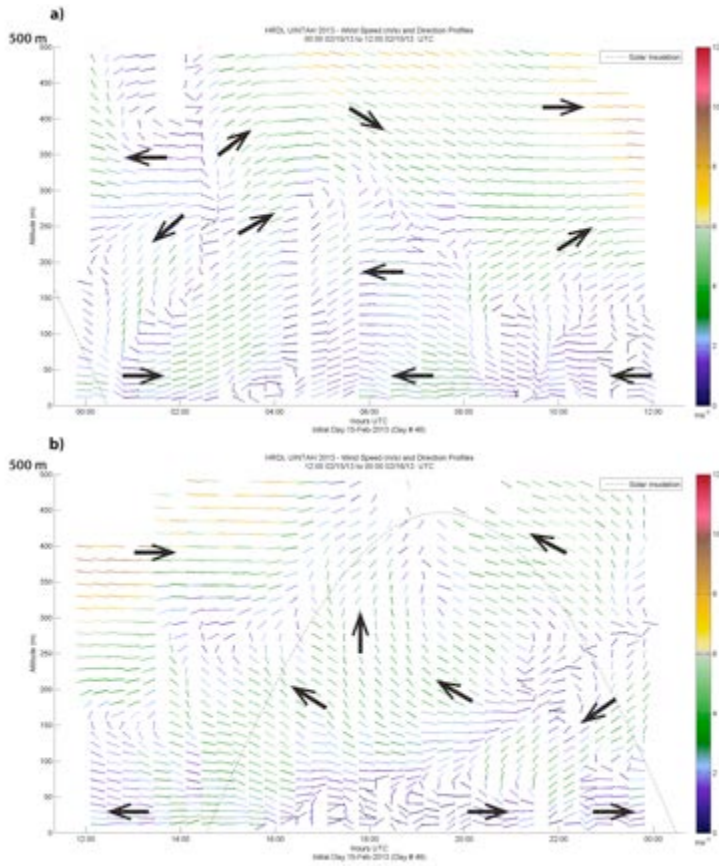 a)
HRDL UINTAH 2013 - Wind Speed (m/s) and Direction Profiles
00:00 02/15/13 to 12:00 02/15/13 UTC
500 m
Solar Insolation
500
450
400
350
300
250
200
150
100
50
0
Altitude (m)
12
10
8
6
4
2
0
ms⁻¹
00:00 02:00 04:00 06:00 08:00 10:00 12:00
Hours UTC
Initial Day 15-Feb-2013 (Day # 46)
b)
HRDL UINTAH 2013 - Wind Speed (m/s) and Direction Profiles
12:00 02/15/13 to 00:00 02/16/13 UTC
500 m
Solar Insolation
500
450
400
350
300
250
200
150
100
50
0
Altitude (m)
12
10
8
6
4
2
0
ms⁻¹
12:00 14:00 16:00 18:00 20:00 22:00 00:00
Hours UTC
Initial Day 15-Feb-2013 (Day # 46)